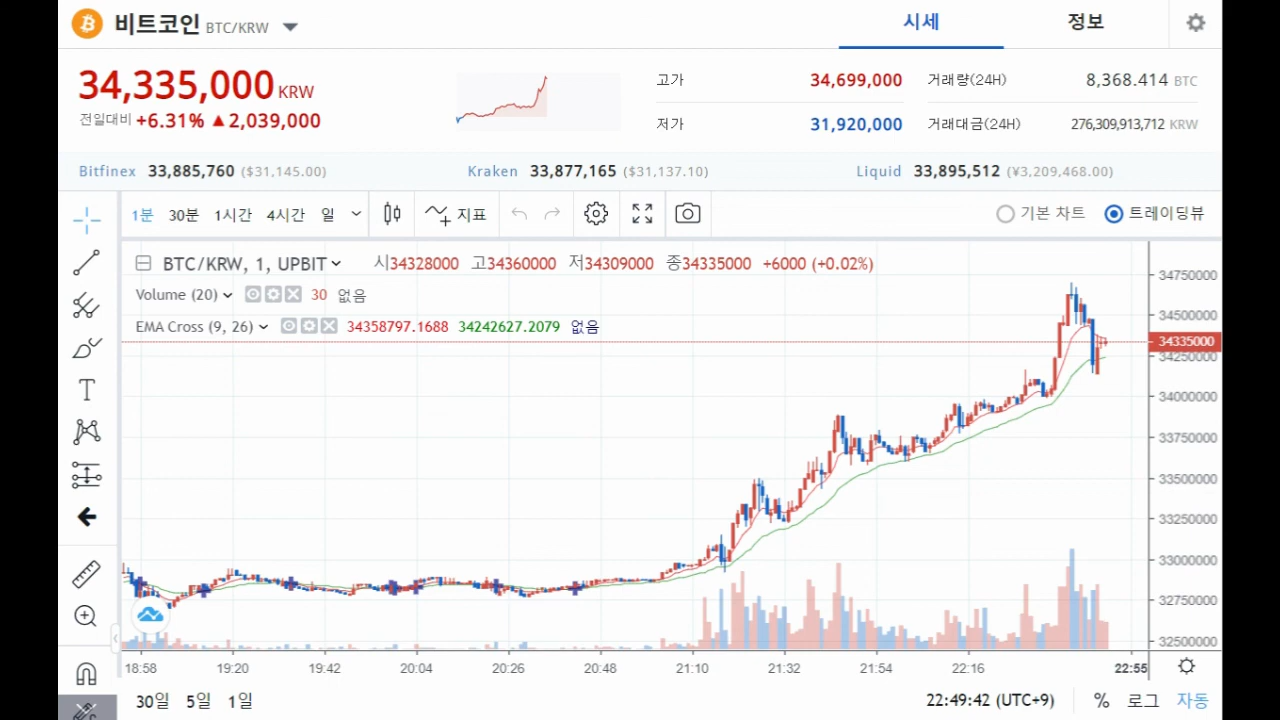 비트코인 BTC/KRW
시세 정보
34,335,000 KRW
전일대비 +6.31% ▲2,039,000
고가 34,699,000 거래량(24H) 8,368.414 BTC
저가 31,920,000 거래대금(24H) 276,309,913,712 KRW
Bitfinex 33,885,760 ($31,145.00) Kraken 33,877,165 ($31,137.10) Liquid 33,895,512 (¥3,209,468.00)
1분 30분 1시간 4시간 일 지표 기본 차트 트레이딩뷰
BTC/KRW, 1, UPBIT 시34328000 고34360000 저34309000 종34335000 +6000 (+0.02%)
Volume (20) 30 없음
EMA Cross (9, 26) 34358797.1688 34242627.2079 없음
34750000
34500000
34335000
34250000
34000000
33750000
33500000
33250000
33000000
32750000
32500000
18:58 19:20 19:42 20:04 20:26 20:48 21:10 21:32 21:54 22:16 22:55
30일 5일 1일 22:49:42 (UTC+9) % 로그 자동